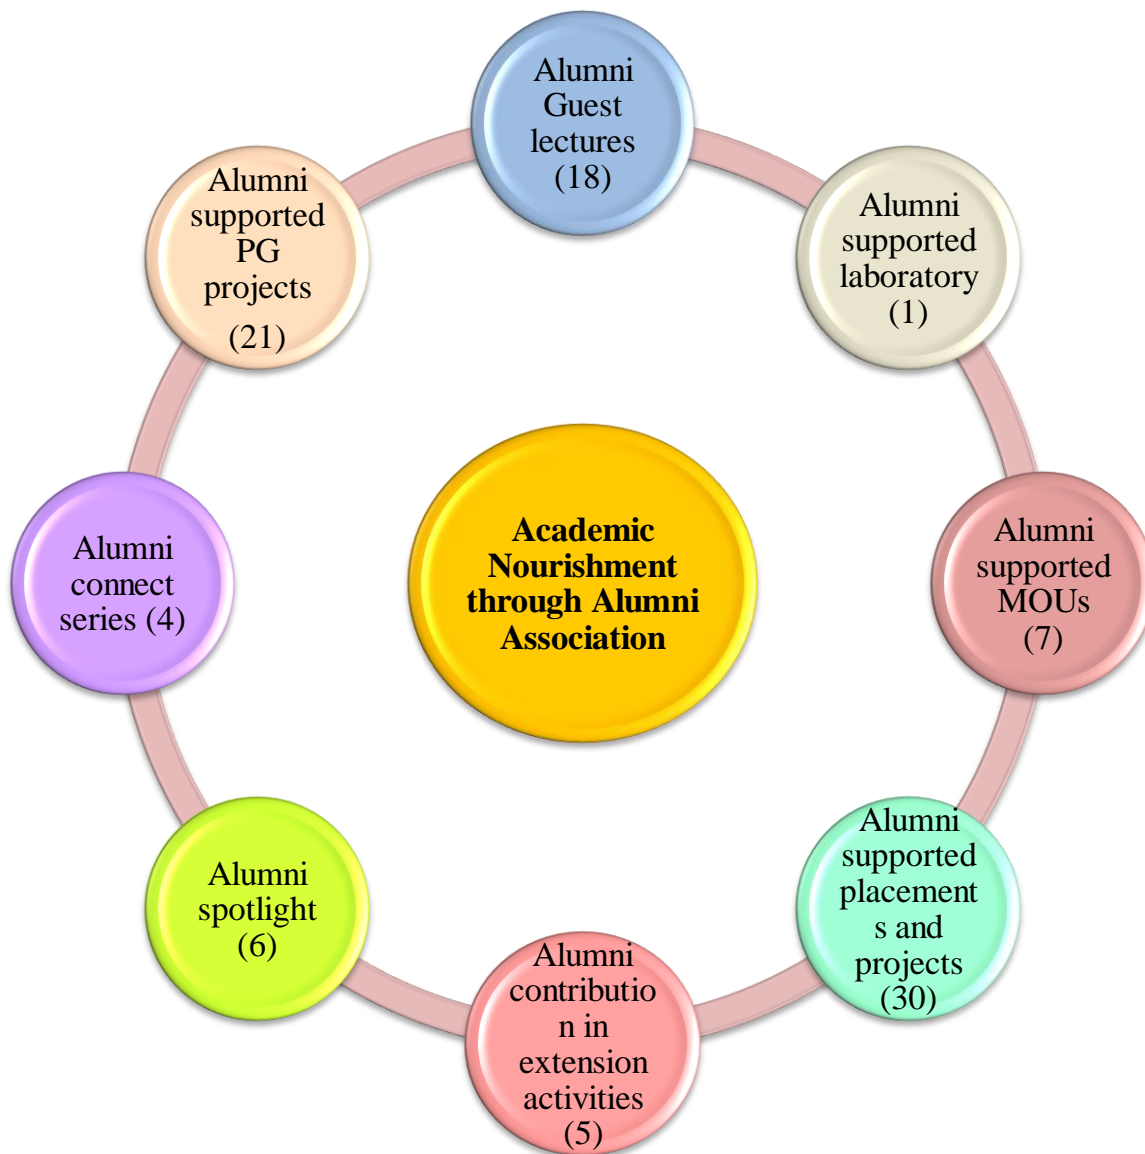 Alumni
Guest
lectures
(18)
Alumni
supported
laboratory
(1)
Alumni
supported
MOUs
(7)
Alumni
supported
placement
s and
projects
(30)
Alumni
contributio
n in
extension
activities
(5)
Alumni
spotlight
(6)
Alumni
connect
series (4)
Alumni
supported
PG
projects
(21)
Academic
Nourishment
through Alumni
Association